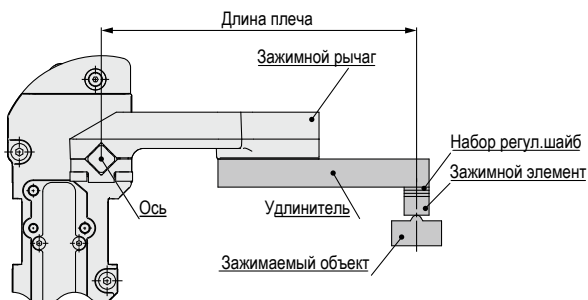 Длина плеча
Зажимной рычаг
Набор регул.шайб
Зажимной элемент
Ось
Удлинитель
Зажимаемый объект